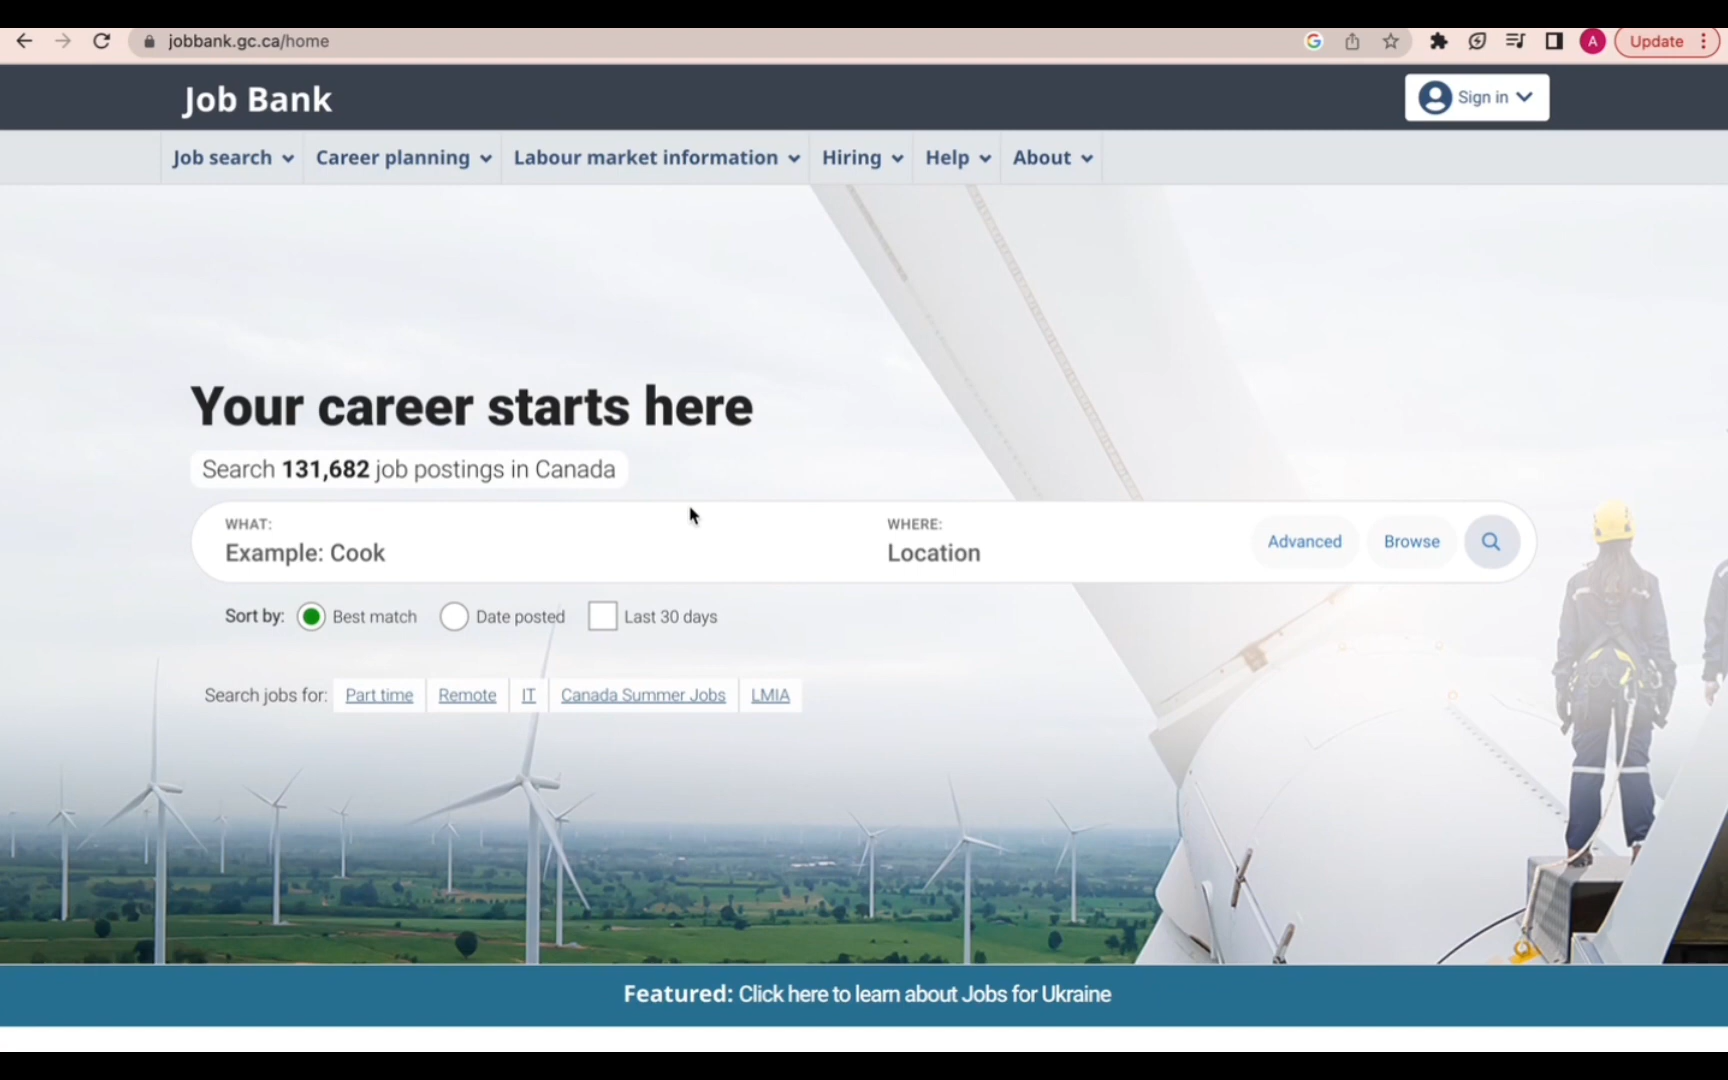 jobbank.gc.ca/home
A
Update
Job Bank
Sign in
Job search
Career planning
Labour market information
Hiring
Help
About
Your career starts here
Search 131,682 job postings in Canada
WHAT:
Example: Cook
WHERE:
Location
Advanced
Browse
Sort by:
Best match
Date posted
Last 30 days
Search jobs for:
Part time
Remote
IT
Canada Summer Jobs
LMIA
Featured: Click here to learn about Jobs for Ukraine